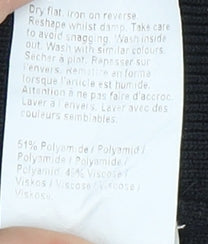 Dry flat. Iron on reverse.
Reshape whilst damp. Take care
to avoid snagging. Wash inside
out. Wash with similar colours.
Sécher à plat. Repasser sur
l'envers. Remettre en forme
lorsque l'article est humide.
Attention à ne pas faire d'accroc.
Laver à l'envers. Laver avec des
couleurs semblables.
51% Polyamide / Polyamid /
Polyamide / Polyamide /
Polyamid. 49% Viscose /
Viskos / Viscose / Viscose /
Viskose.